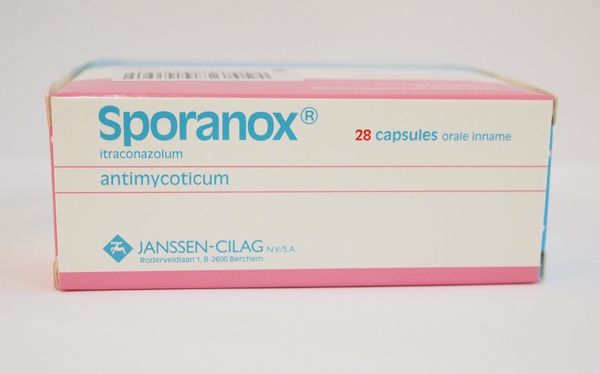 Sporanox®
28 capsules orale inname
itraconazolum
antimycoticum
JANSSEN-CILAG N.V./S.A.
Roderveldlaan 1, B-2600 Berchem